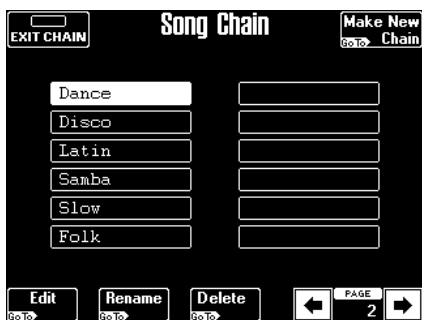 EXIT CHAIN
Song Chain
Make New
GoTo Chain
Dance
Disco
Latin
Samba
Slow
Folk
Edit
GoTo
Rename
GoTo
Delete
GoTo
PAGE
2